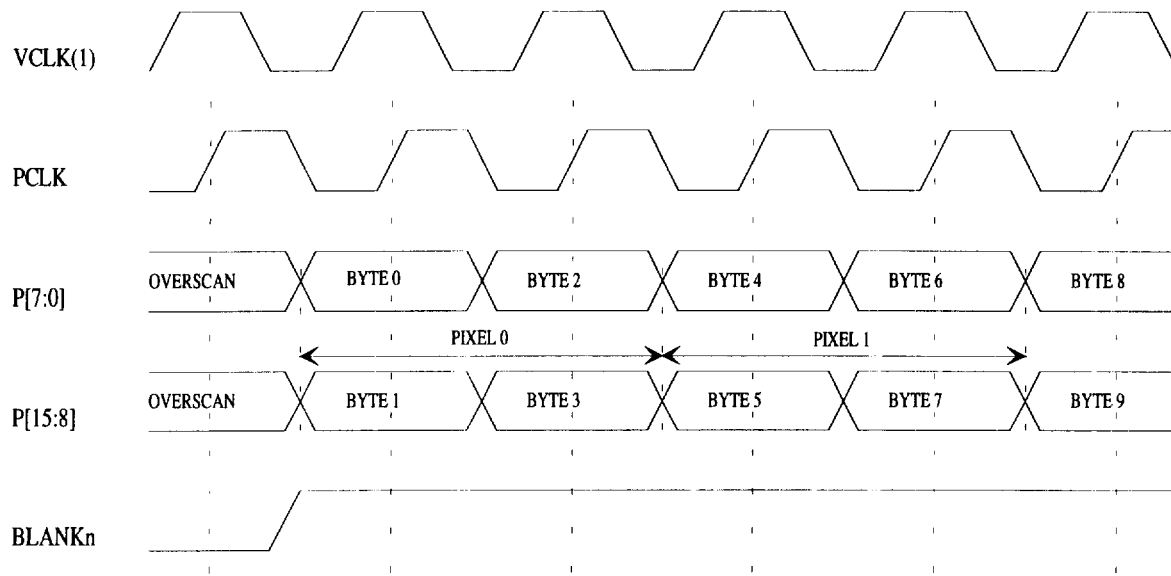 VCLK(1)
PCLK
P[7:0]
OVERSCAN BYTE 0 BYTE 2 BYTE 4 BYTE 6 BYTE 8
PIXEL 0 PIXEL 1
P[15:8]
OVERSCAN BYTE 1 BYTE 3 BYTE 5 BYTE 7 BYTE 9
BLANKn